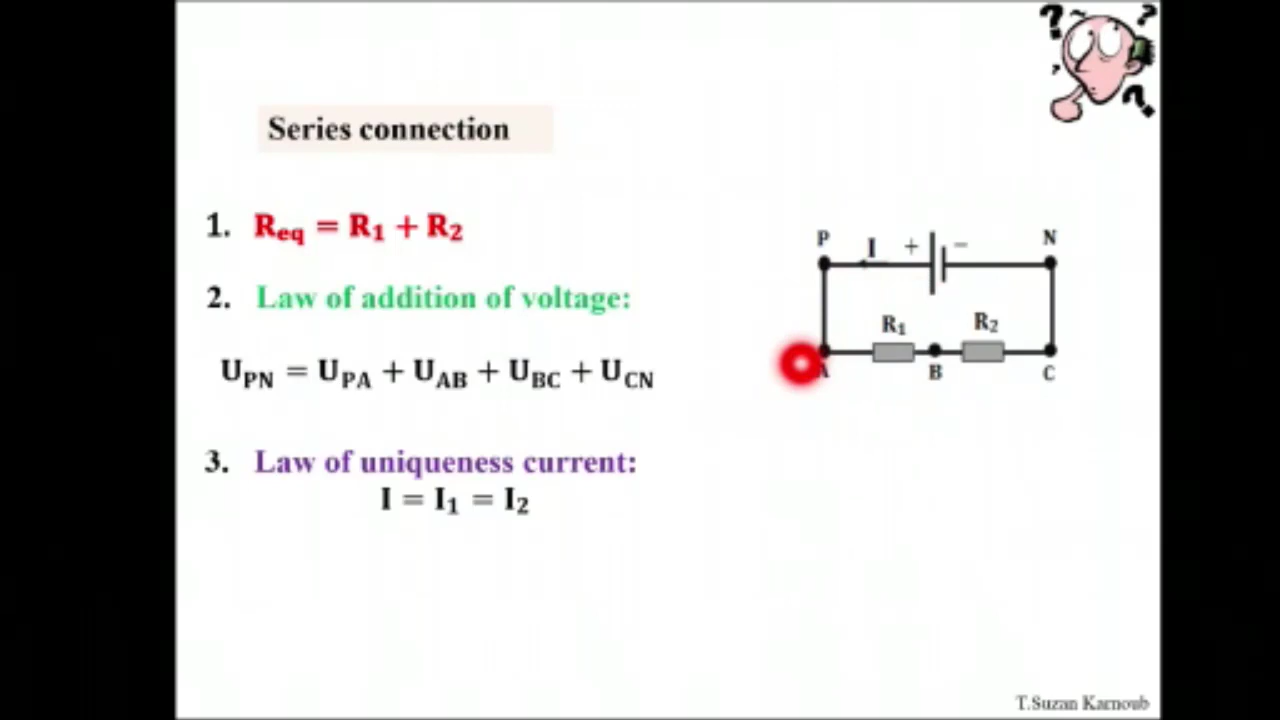 Series connection
1. Req = R1 + R2
2. Law of addition of voltage:
UPN = UPA + UAB + UBC + UCN
3. Law of uniqueness current:
I = I1 = I2
P I + − N
R1 R2
A B C
T.Suzan Karnoub